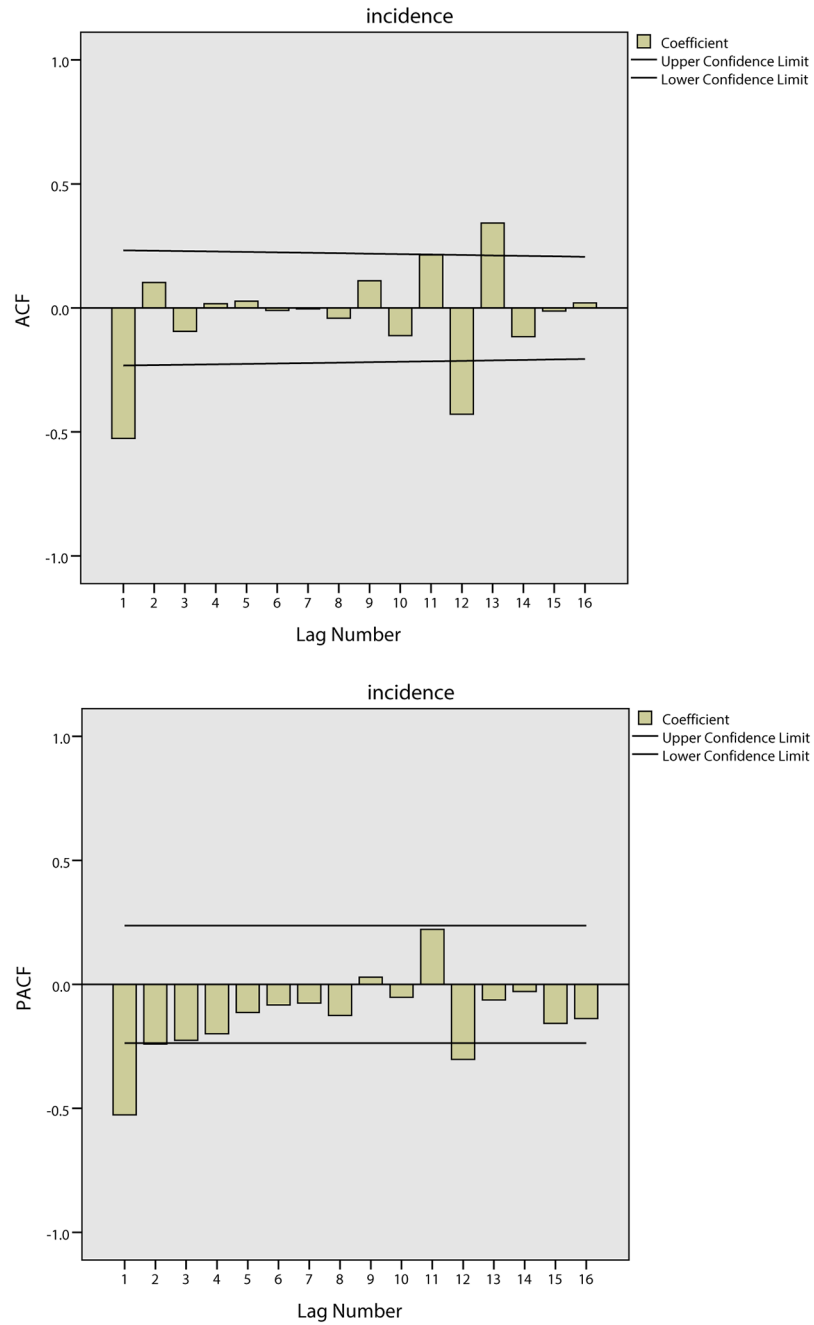 incidence
Coefficient
Upper Confidence Limit
Lower Confidence Limit
1.0
0.5
0.0
-0.5
-1.0
ACF
1 2 3 4 5 6 7 8 9 10 11 12 13 14 15 16
Lag Number
incidence
Coefficient
Upper Confidence Limit
Lower Confidence Limit
1.0
0.5
0.0
-0.5
-1.0
PACF
1 2 3 4 5 6 7 8 9 10 11 12 13 14 15 16
Lag Number